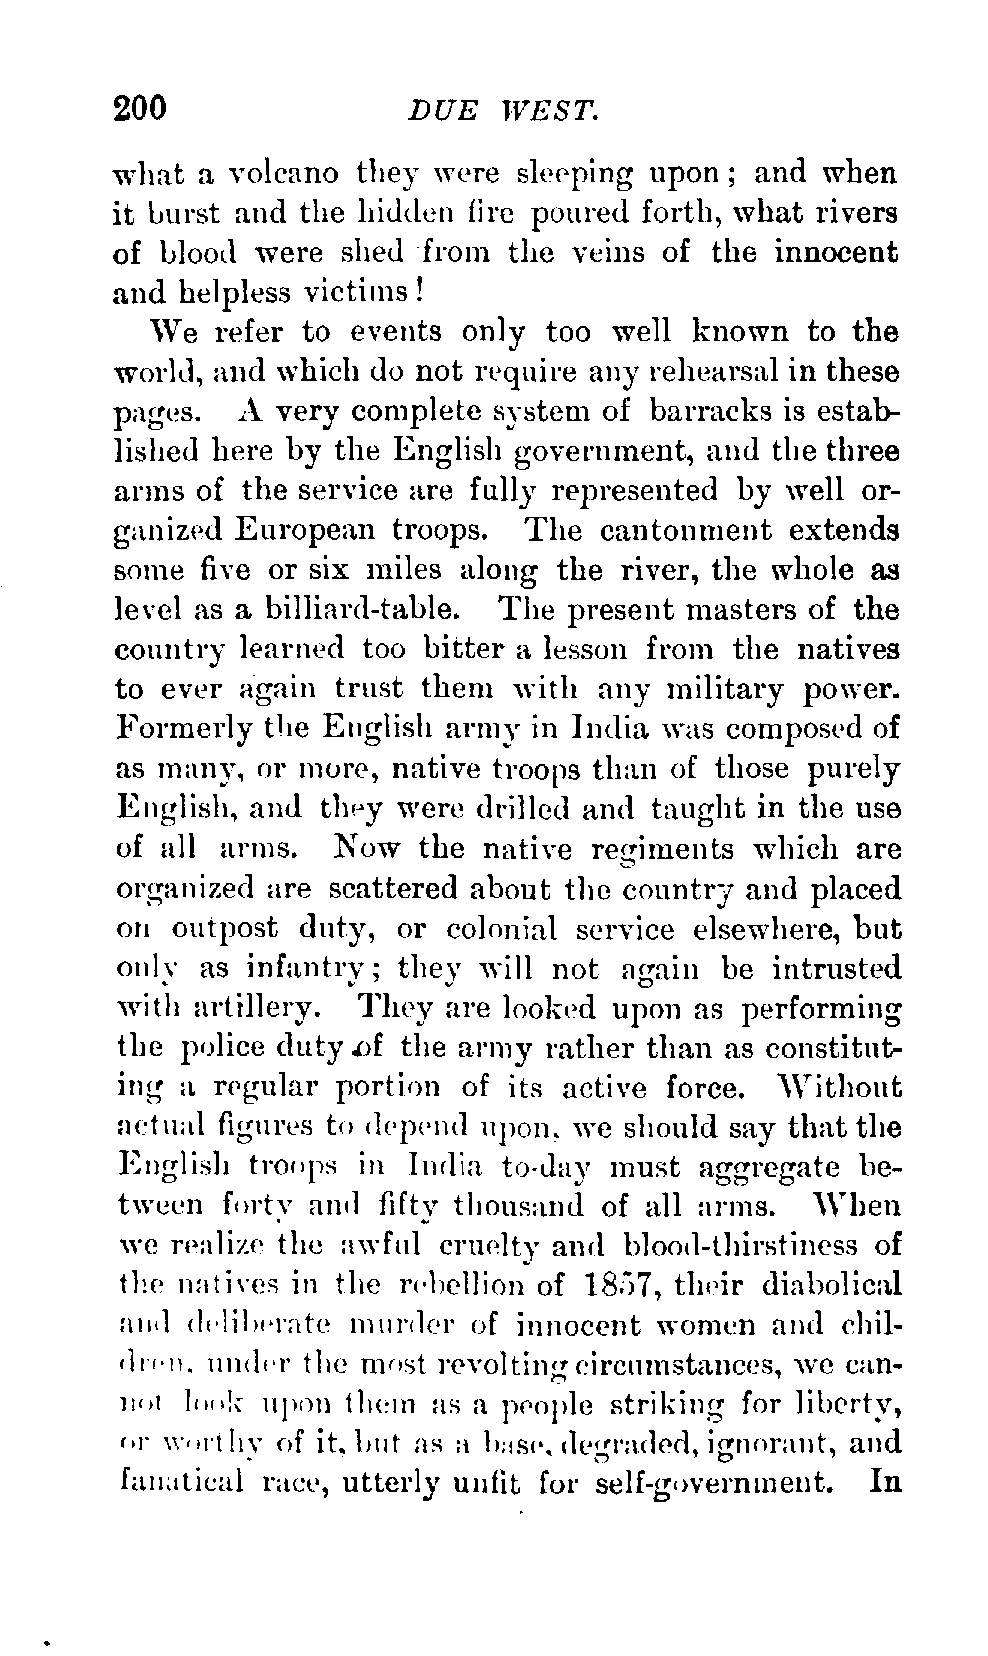 200 DUE WEST.
what a volcano they were sleeping upon; and when
it burst and the hidden fire poured forth, what rivers
of blood were shed from the veins of the innocent
and helpless victims!
We refer to events only too well known to the
world, and which do not require any rehearsal in these
pages. A very complete system of barracks is estab-
lished here by the English government, and the three
arms of the service are fully represented by well or-
ganized European troops. The cantonment extends
some five or six miles along the river, the whole as
level as a billiard-table. The present masters of the
country learned too bitter a lesson from the natives
to ever again trust them with any military power.
Formerly the English army in India was composed of
as many, or more, native troops than of those purely
English, and they were drilled and taught in the use
of all arms. Now the native regiments which are
organized are scattered about the country and placed
on outpost duty, or colonial service elsewhere, but
only as infantry; they will not again be intrusted
with artillery. They are looked upon as performing
the police duty of the army rather than as constitut-
ing a regular portion of its active force. Without
actual figures to depend upon, we should say that the
English troops in India to-day must aggregate be-
tween forty and fifty thousand of all arms. When
we realize the awful cruelty and blood-thirstiness of
the natives in the rebellion of 1857, their diabolical
and deliberate murder of innocent women and chil-
dren, under the most revolting circumstances, we can-
not look upon them as a people striking for liberty,
or worthy of it, but as a base, degraded, ignorant, and
fanatical race, utterly unfit for self-government. In